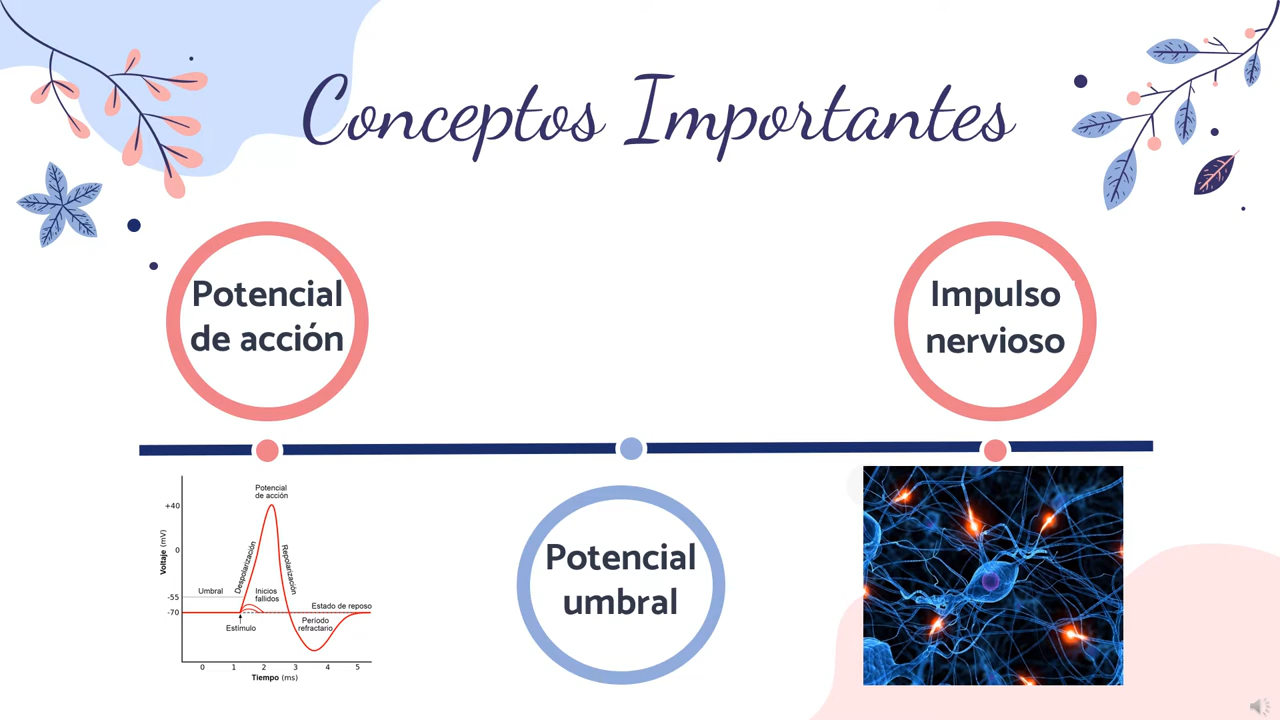 Conceptos Importantes
Potencial
de acción
Impulso
nervioso
Potencial
umbral
Potencial
de acción
+40
0
-55
-70
Voltaje (mV)
Despolarización
Repolarización
Umbral
Inicios
fallidos
Estado de reposo
Estímulo
Período
refractario
0 1 2 3 4 5
Tiempo (ms)